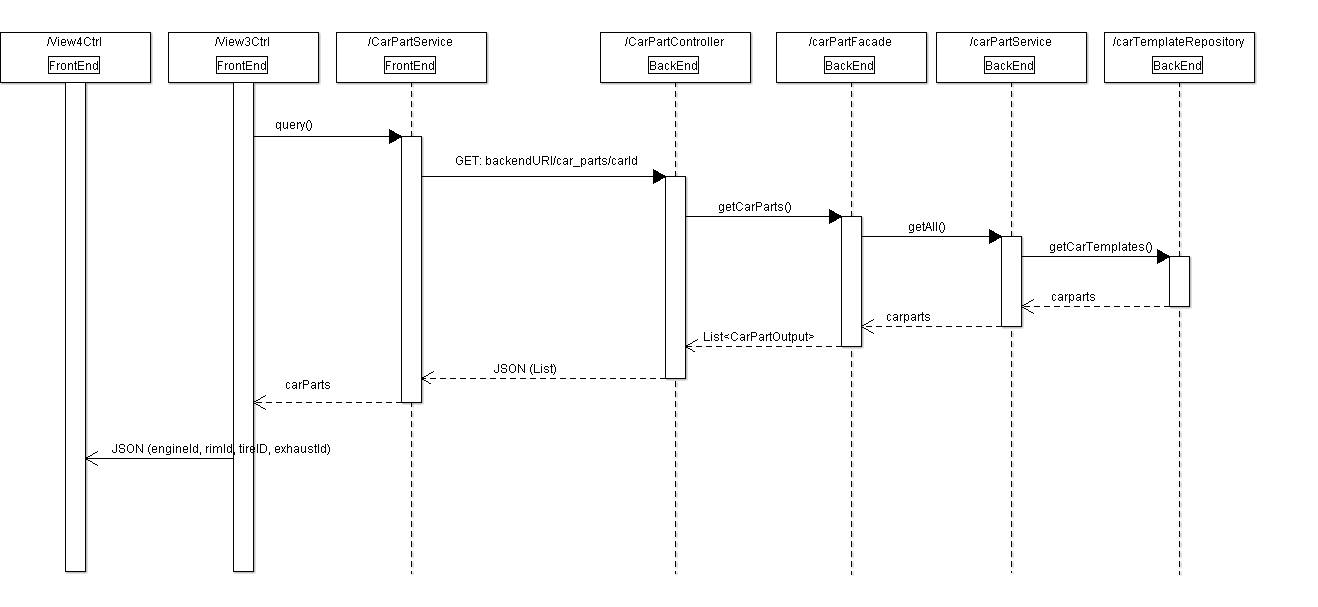 /View4Ctrl
FrontEnd
/View3Ctrl
FrontEnd
/CarPartService
FrontEnd
/CarPartController
BackEnd
/carPartFacade
BackEnd
/carPartService
BackEnd
/carTemplateRepository
BackEnd
query()
GET: backendURI/car_parts/carId
getCarParts()
getAll()
getCarTemplates()
carparts
carparts
List<CarPartOutput>
JSON (List)
carParts
JSON (engineId, rimId, tireID, exhaustId)